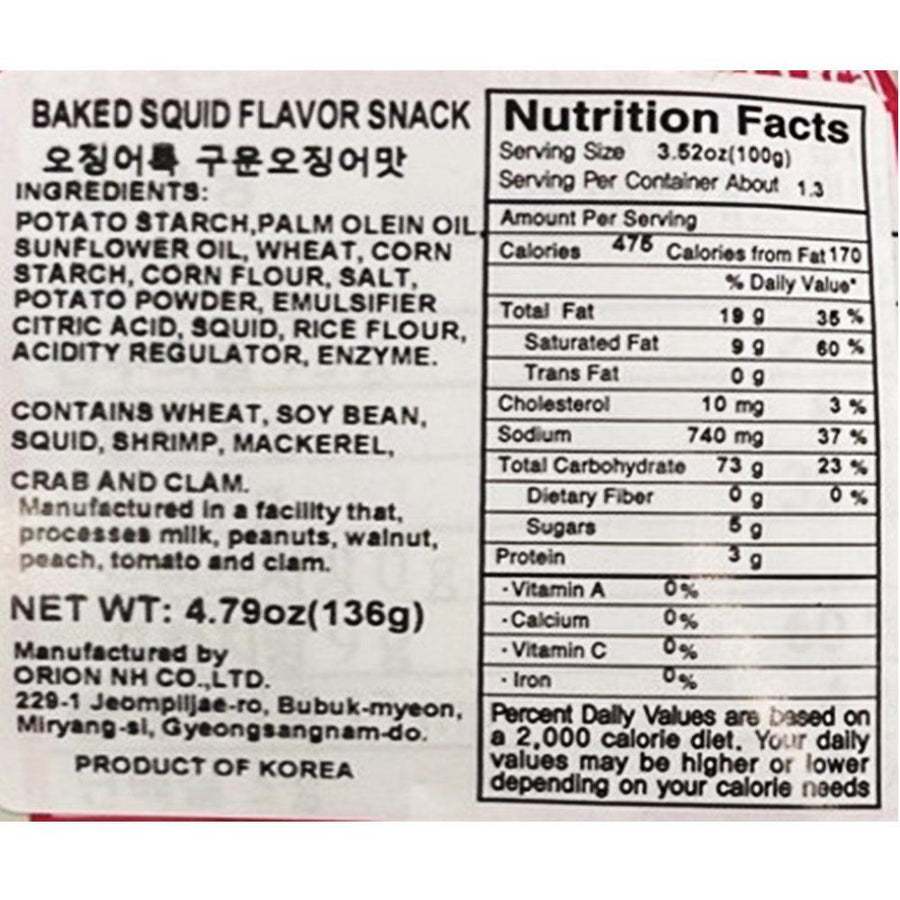 BAKED SQUID FLAVOR SNACK
오징어톡 구운오징어맛
INGREDIENTS:
POTATO STARCH,PALM OLEIN OIL,
SUNFLOWER OIL, WHEAT, CORN
STARCH, CORN FLOUR, SALT,
POTATO POWDER, EMULSIFIER
CITRIC ACID, SQUID, RICE FLOUR,
ACIDITY REGULATOR, ENZYME.
CONTAINS WHEAT, SOY BEAN,
SQUID, SHRIMP, MACKEREL,
CRAB AND CLAM.
Manufactured in a facility that,
processes milk, peanuts, walnut,
peach, tomato and clam.
NET WT: 4.79oz(136g)
Manufactured by
ORION NH CO.,LTD.
229-1 Jeompiljae-ro, Bubuk-myeon,
Miryang-si, Gyeongsangnam-do.
PRODUCT OF KOREA
Nutrition Facts
Serving Size 3.52oz(100g)
Serving Per Container About 1.3
Amount Per Serving
Calories 475 Calories from Fat 170
% Daily Value*
Total Fat 19 g 35 %
Saturated Fat 9 g 60 %
Trans Fat 0 g
Cholesterol 10 mg 3 %
Sodium 740 mg 37 %
Total Carbohydrate 73 g 23 %
Dietary Fiber 0 g 0 %
Sugars 5 g
Protein 3 g
· Vitamin A 0%
· Calcium 0%
· Vitamin C 0%
· Iron 0%
Percent Daily Values are based on
a 2,000 calorie diet. Your daily
values may be higher or lower
depending on your calorie needs